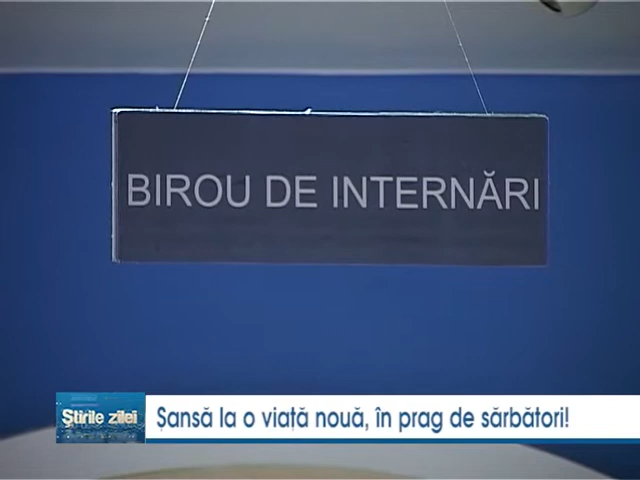 BIROU DE INTERNĂRI
Știrile zilei
Șansă la o viață nouă, în prag de sărbători!